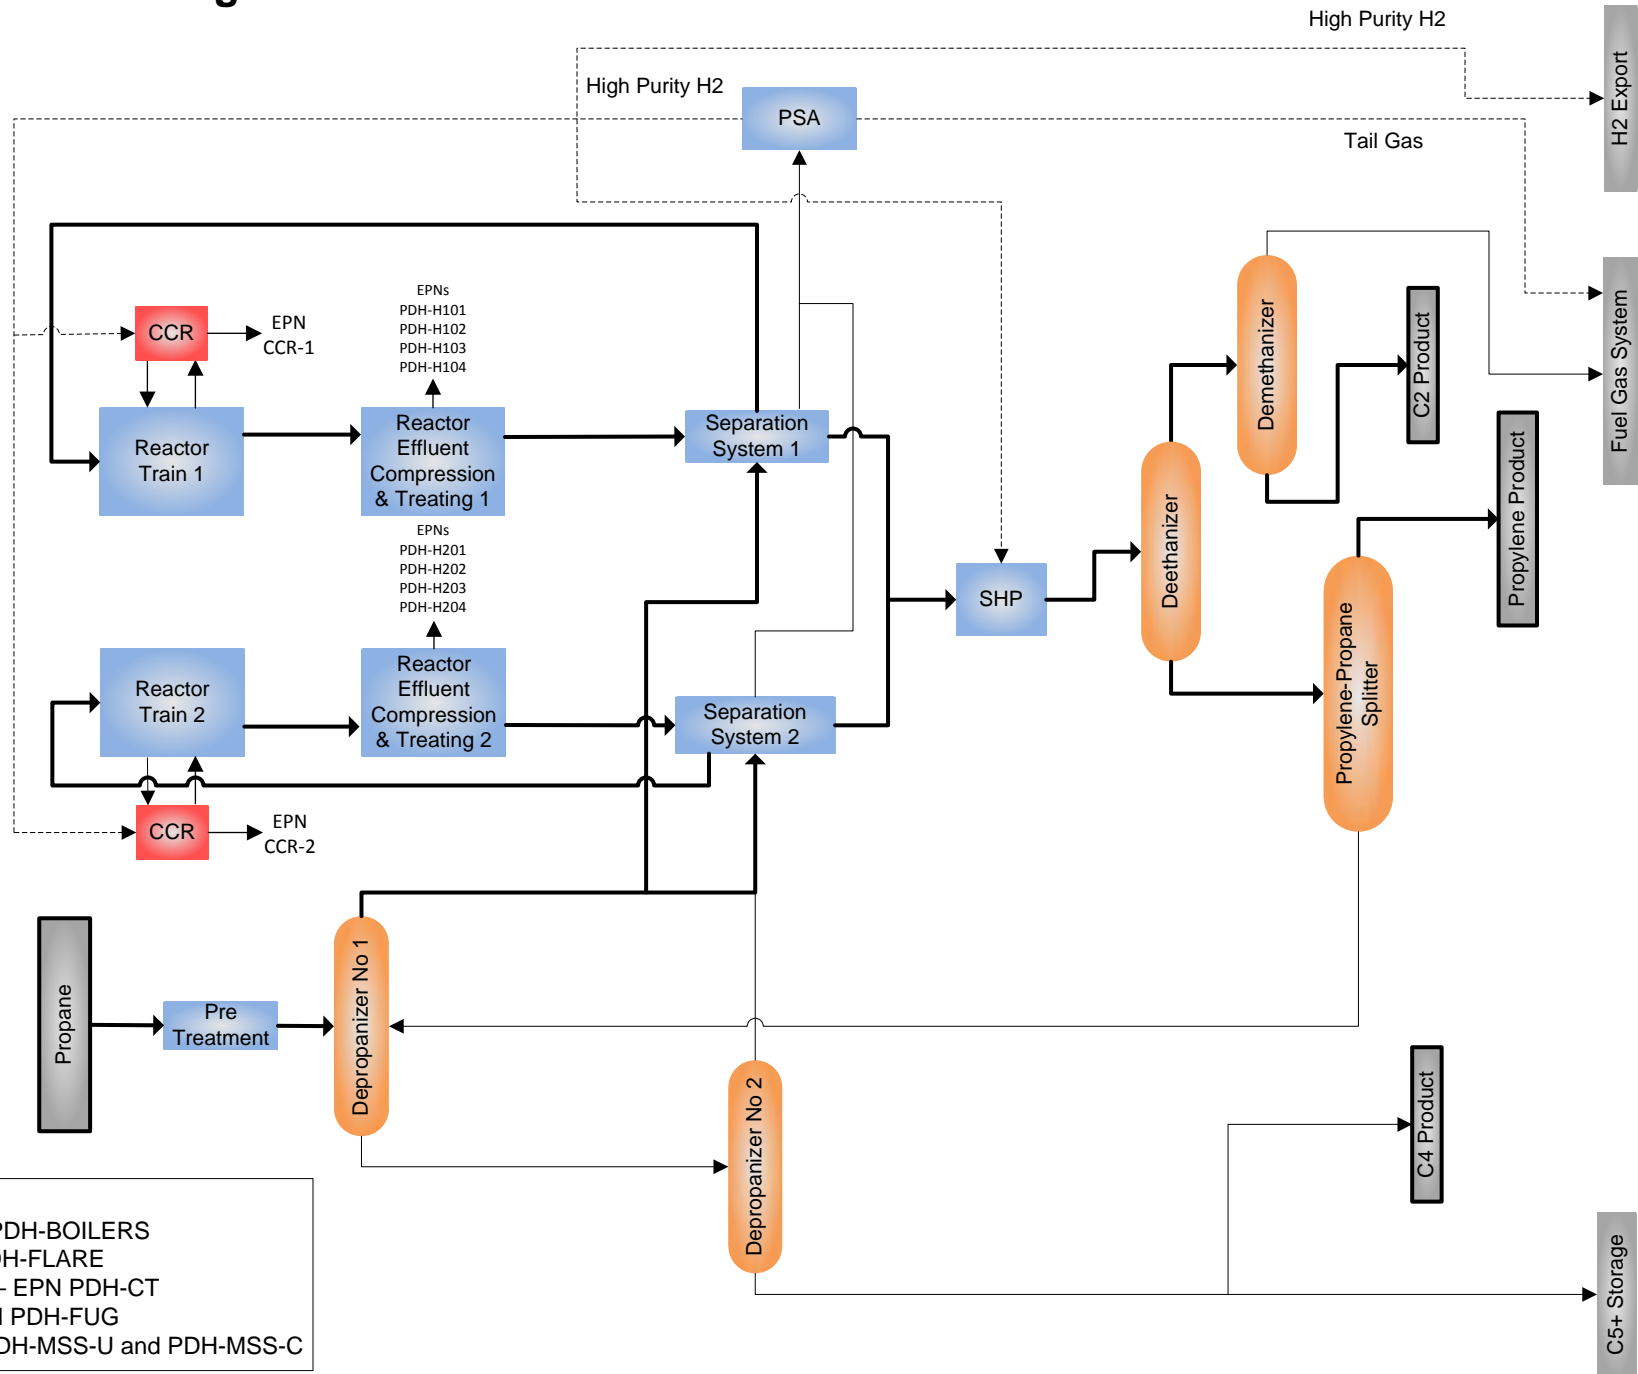 High Purity H2
High Purity H2
PSA
H2 Export
Tail Gas
EPNs
PDH-H101
PDH-H102
PDH-H103
PDH-H104
CCR
EPN
CCR-1
Reactor
Train 1
Reactor
Effluent
Compression
& Treating 1
Separation
System 1
Demethanizer
C2 Product
Fuel Gas System
EPNs
PDH-H201
PDH-H202
PDH-H203
PDH-H204
SHP
Deethanizer
Propylene Product
Reactor
Train 2
Reactor
Effluent
Compression
& Treating 2
Separation
System 2
Propylene-Propane
Splitter
CCR
EPN
CCR-2
Propane
Pre
Treatment
Depropanizer No 1
Depropanizer No 2
C4 Product
C5+ Storage
PDH-BOILERS
DH-FLARE
– EPN PDH-CT
PDH-FUG
DH-MSS-U and PDH-MSS-C